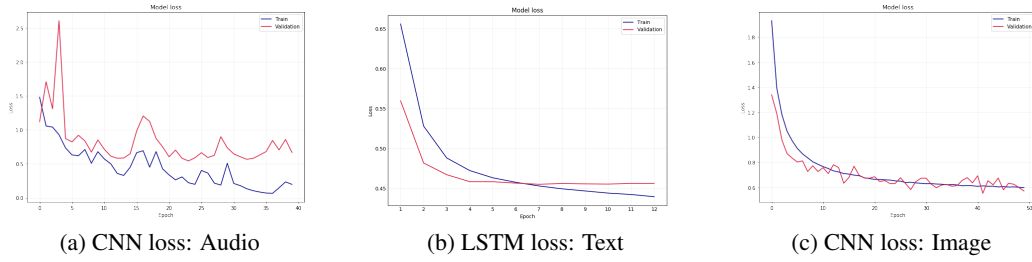 Model loss
Train
Validation
2.5
2.0
1.5
1.0
0.5
0.0
Loss
0 5 10 15 20 25 30 35 40
Epoch
(a) CNN loss: Audio
Model loss
Train
Validation
0.65
0.60
0.55
0.50
0.45
Loss
1 2 3 4 5 6 7 8 9 10 11 12
Epoch
(b) LSTM loss: Text
Model loss
Train
Validation
1.8
1.6
1.4
1.2
1.0
0.8
0.6
Loss
0 10 20 30 40 50
Epoch
(c) CNN loss: Image